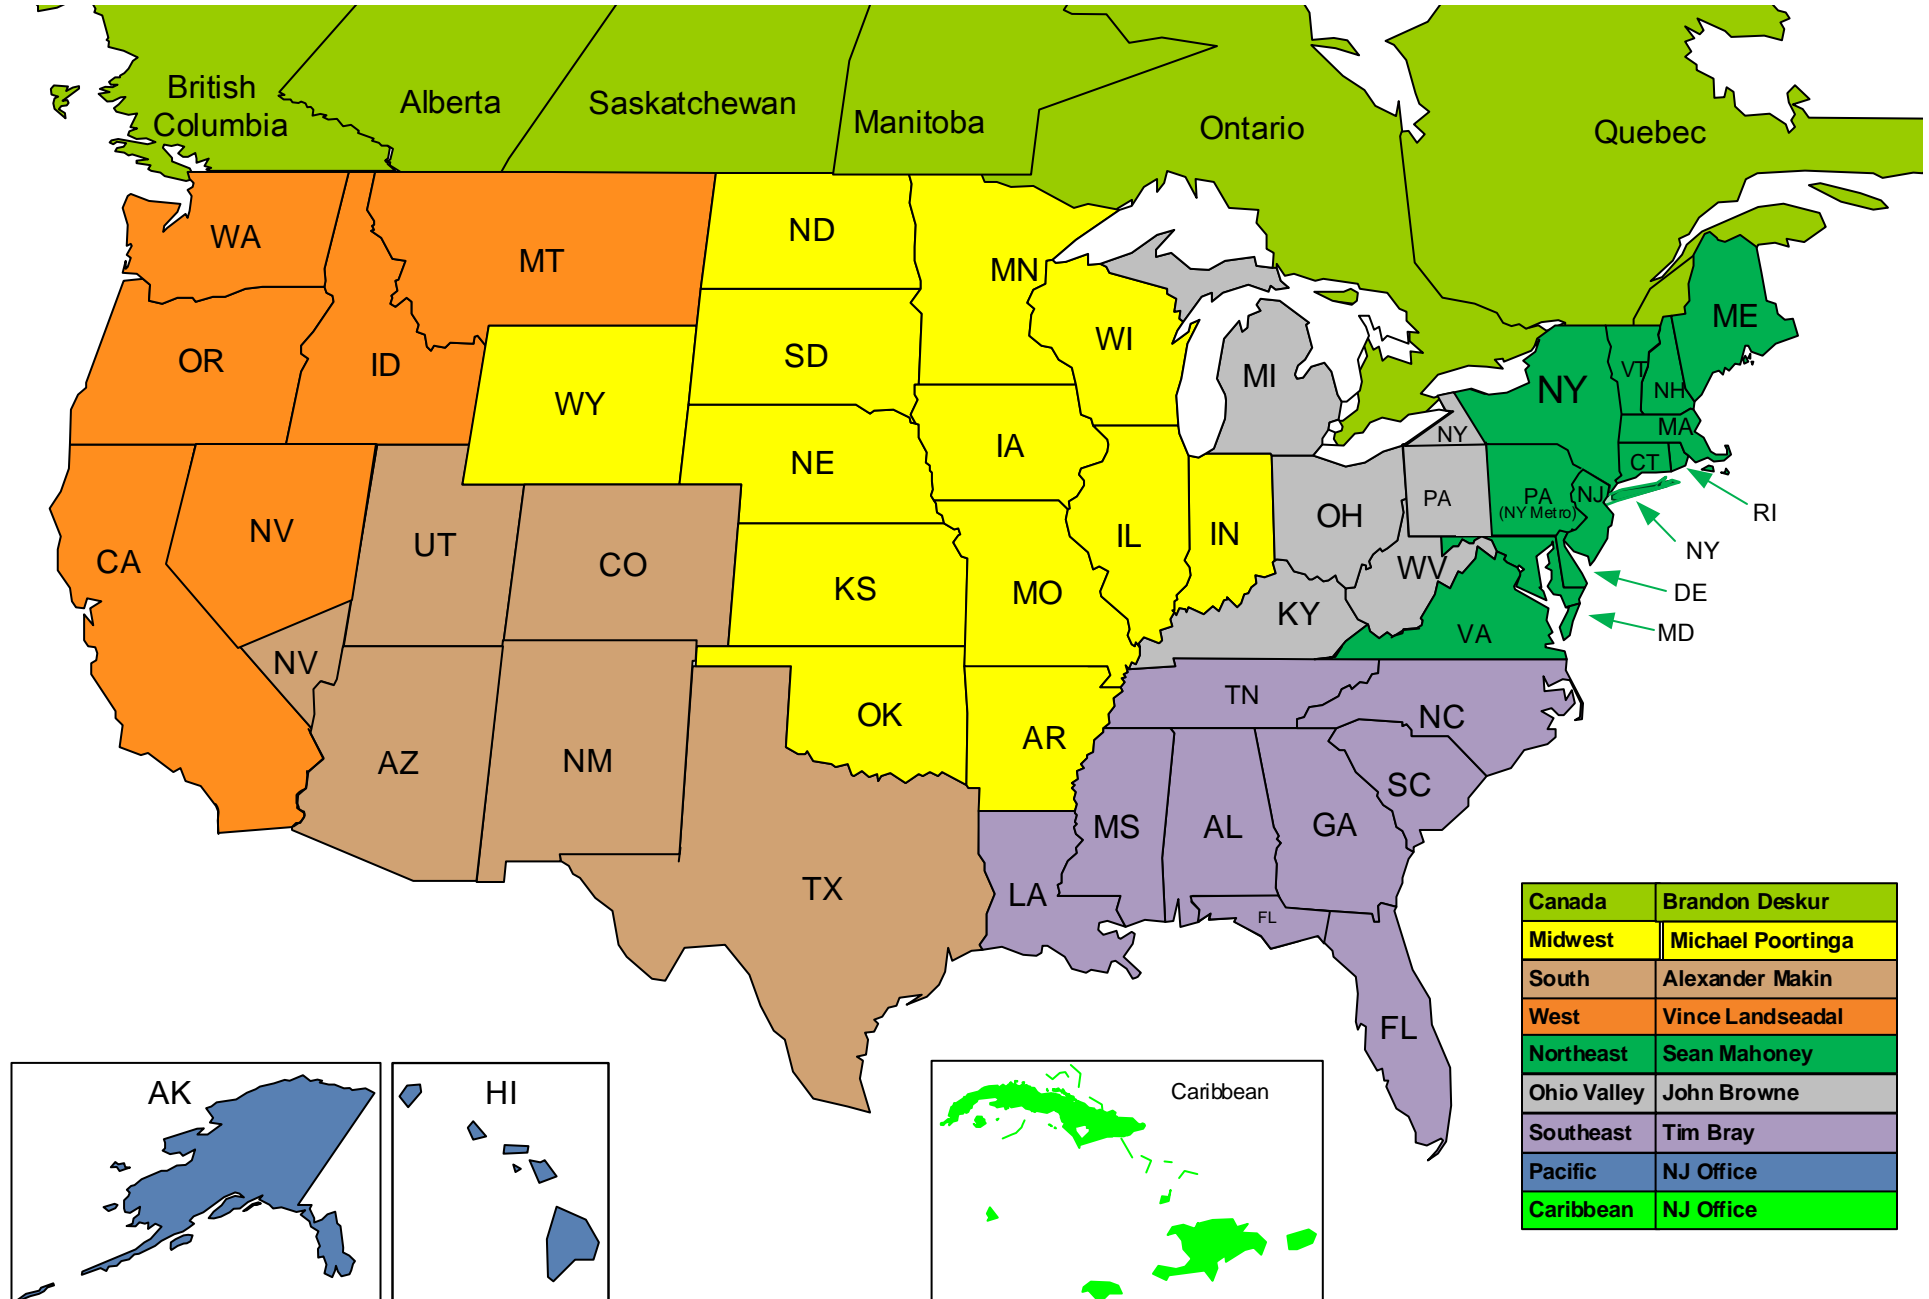 British
Columbia
Alberta
Saskatchewan
Manitoba
Ontario
Quebec
WA
MT
ND
MN
ME
OR
ID
SD
WI
MI
NY
VT
NH
WY
MA
NE
IA
NY
CT
CA
NV
UT
CO
KS
MO
IL
IN
OH
PA
PA
(NY Metro)
NJ
RI
NY
WV
DE
KY
VA
MD
NV
AZ
NM
OK
AR
TN
NC
SC
MS
AL
GA
TX
LA
FL
FL
Canada Brandon Deskur
Midwest Michael Poortinga
South Alexander Makin
West Vince Landseadal
Northeast Sean Mahoney
Ohio Valley John Browne
Southeast Tim Bray
Pacific NJ Office
Caribbean NJ Office
AK
HI
Caribbean